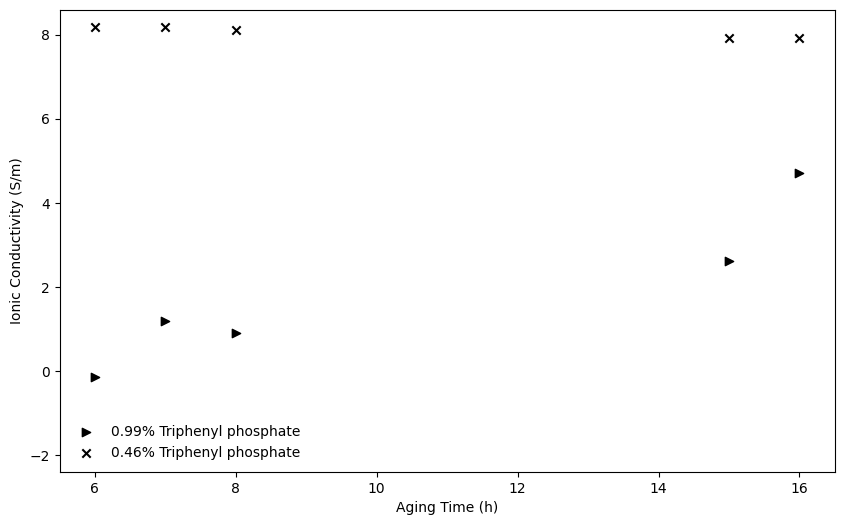 8
6
4
2
0
−2
Ionic Conductivity (S/m)
0.99% Triphenyl phosphate
0.46% Triphenyl phosphate
6 8 10 12 14 16
Aging Time (h)